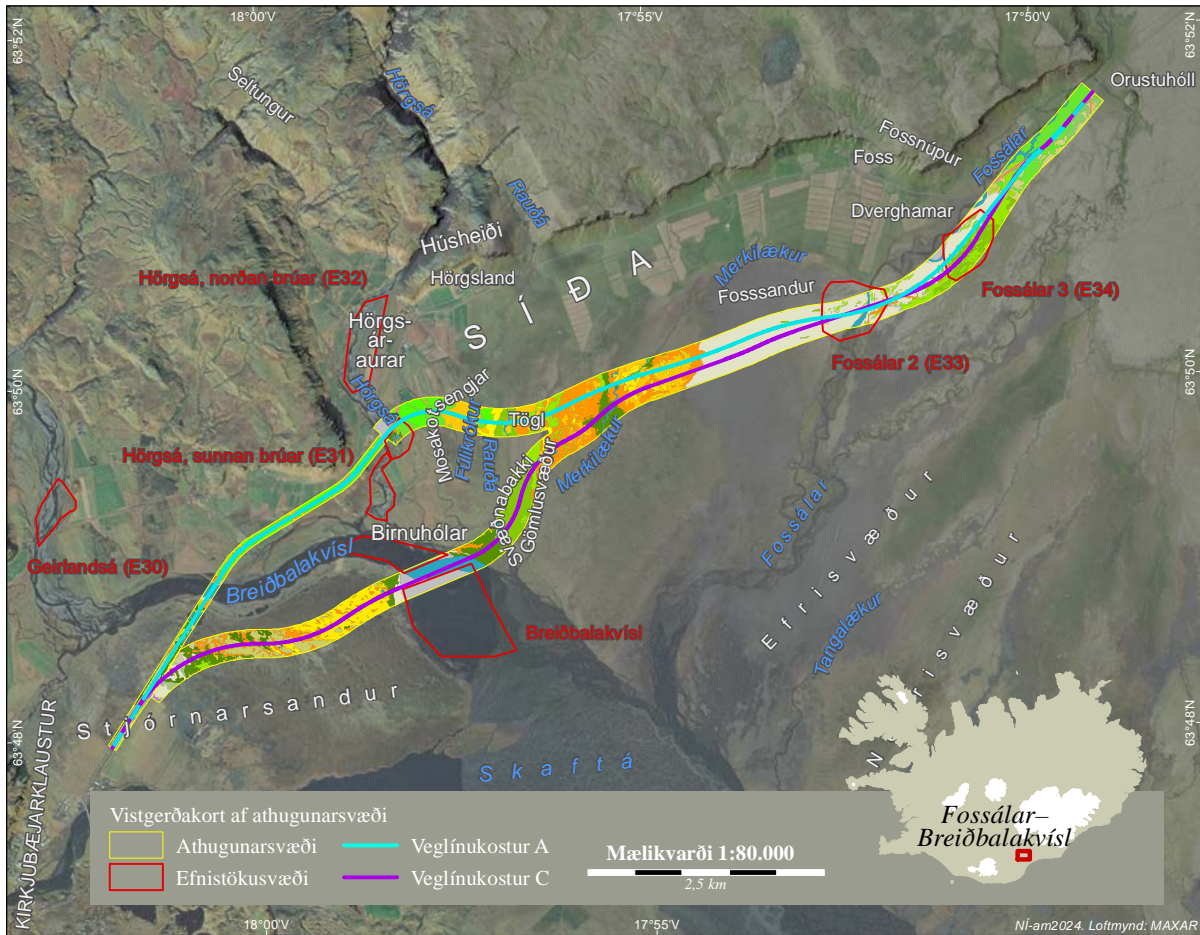 18°00'V
17°55'V
17°50'V
63°52'N
63°52'N
Orustuhóll
Seltungur
Hörgsá
Fossnúpur
Foss
Fossálar
Rauðá
Dverghamar
Húsheiði
Merkilækur
Hörgsá, norðan brúar (E32)
Hörgsland
SÍÐA
Fosssandur
Fossálar 3 (E34)
Hörgs-
ár-
aurar
Fossálar 2 (E33)
63°50'N
63°50'N
Hörgsá
Mosakotsengjar
Fúlikrókur
Rauðá
Tögl
Merkilækur
Hörgsá, sunnan brúar (E31)
Svæðnabakki
Gömlusvæður
Birnuhólar
Fossálar
Efrisvæður
Geirlandsá (E30)
Breiðbalakvísl
Breiðbalakvísl
Tangalækur
Stjórnarsandur
63°48'N
63°48'N
KIRKJUBÆJARKLAUSTUR
Skaftá
Vistgerðakort af athugunarsvæði
Athugunarsvæði
Veglínukostur A
Efnistökusvæði
Veglínukostur C
Mælikvarði 1:80.000
2,5 km
Fossálar–
Breiðbalakvísl
18°00'V
17°55'V
NÍ-am2024. Loftmynd: MAXAR